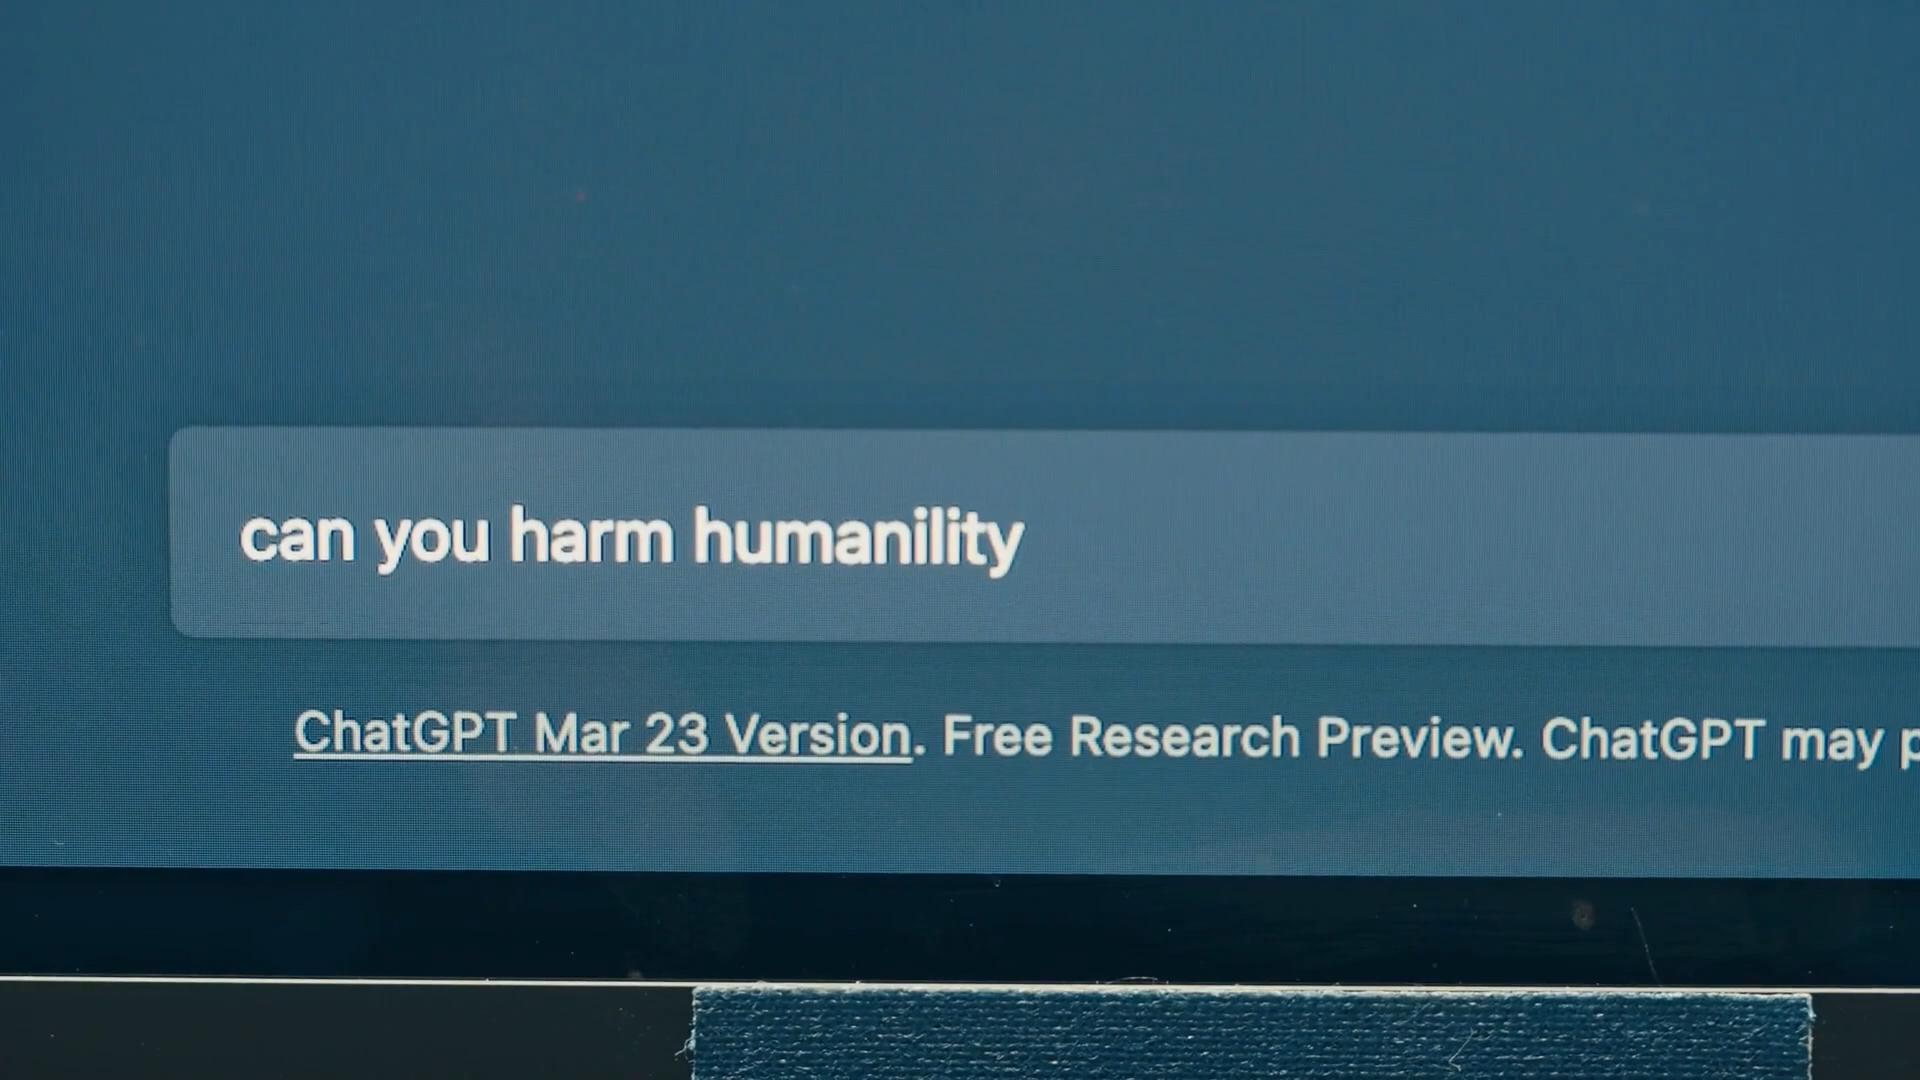 can you harm humanility
ChatGPT Mar 23 Version. Free Research Preview. ChatGPT may